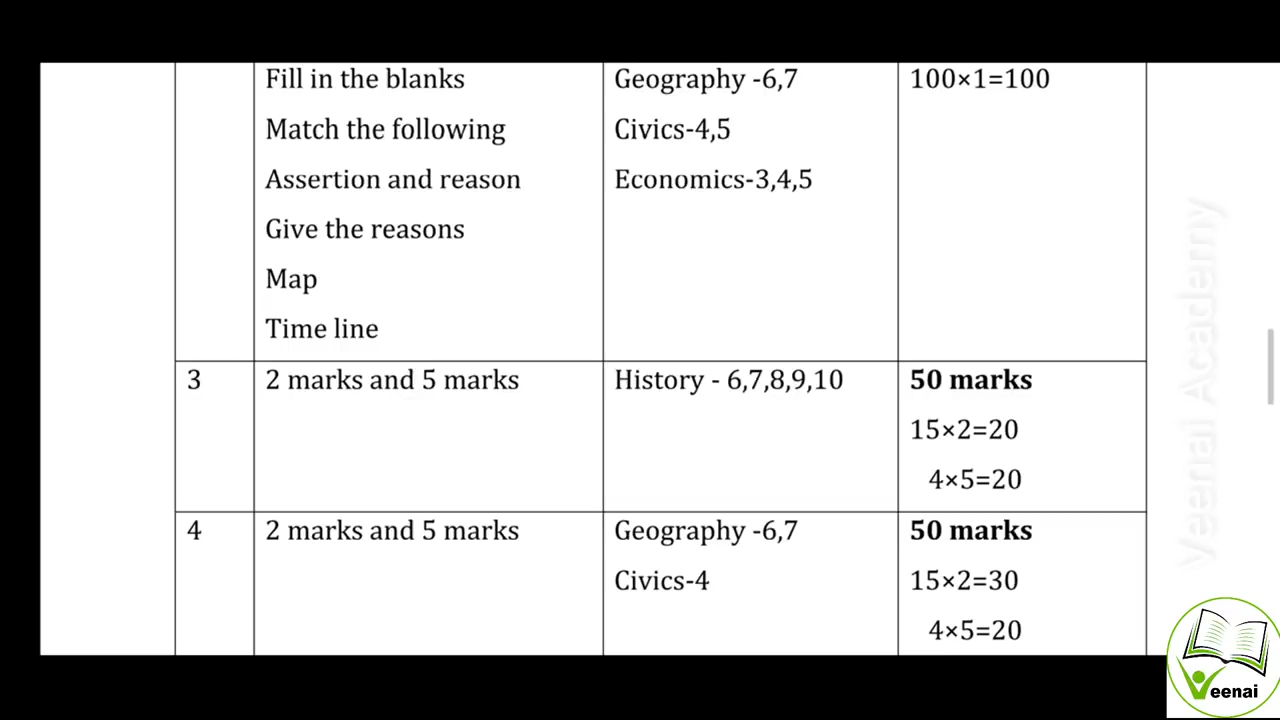 Fill in the blanks Geography -6,7 100×1=100
Match the following Civics-4,5
Assertion and reason Economics-3,4,5
Give the reasons
Map
Time line
3 2 marks and 5 marks History - 6,7,8,9,10 50 marks
15×2=20
4×5=20
4 2 marks and 5 marks Geography -6,7 50 marks
Civics-4 15×2=30
4×5=20
Veenai Academy
Veenai